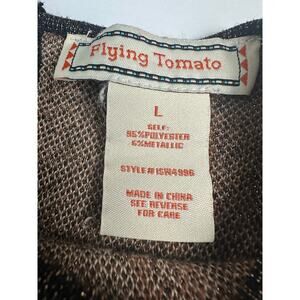 Flying Tomato
L
SELF:
95%POLYESTER
5%METALLIC
STYLE#ISW4996
MADE IN CHINA
SEE REVERSE
FOR CARE